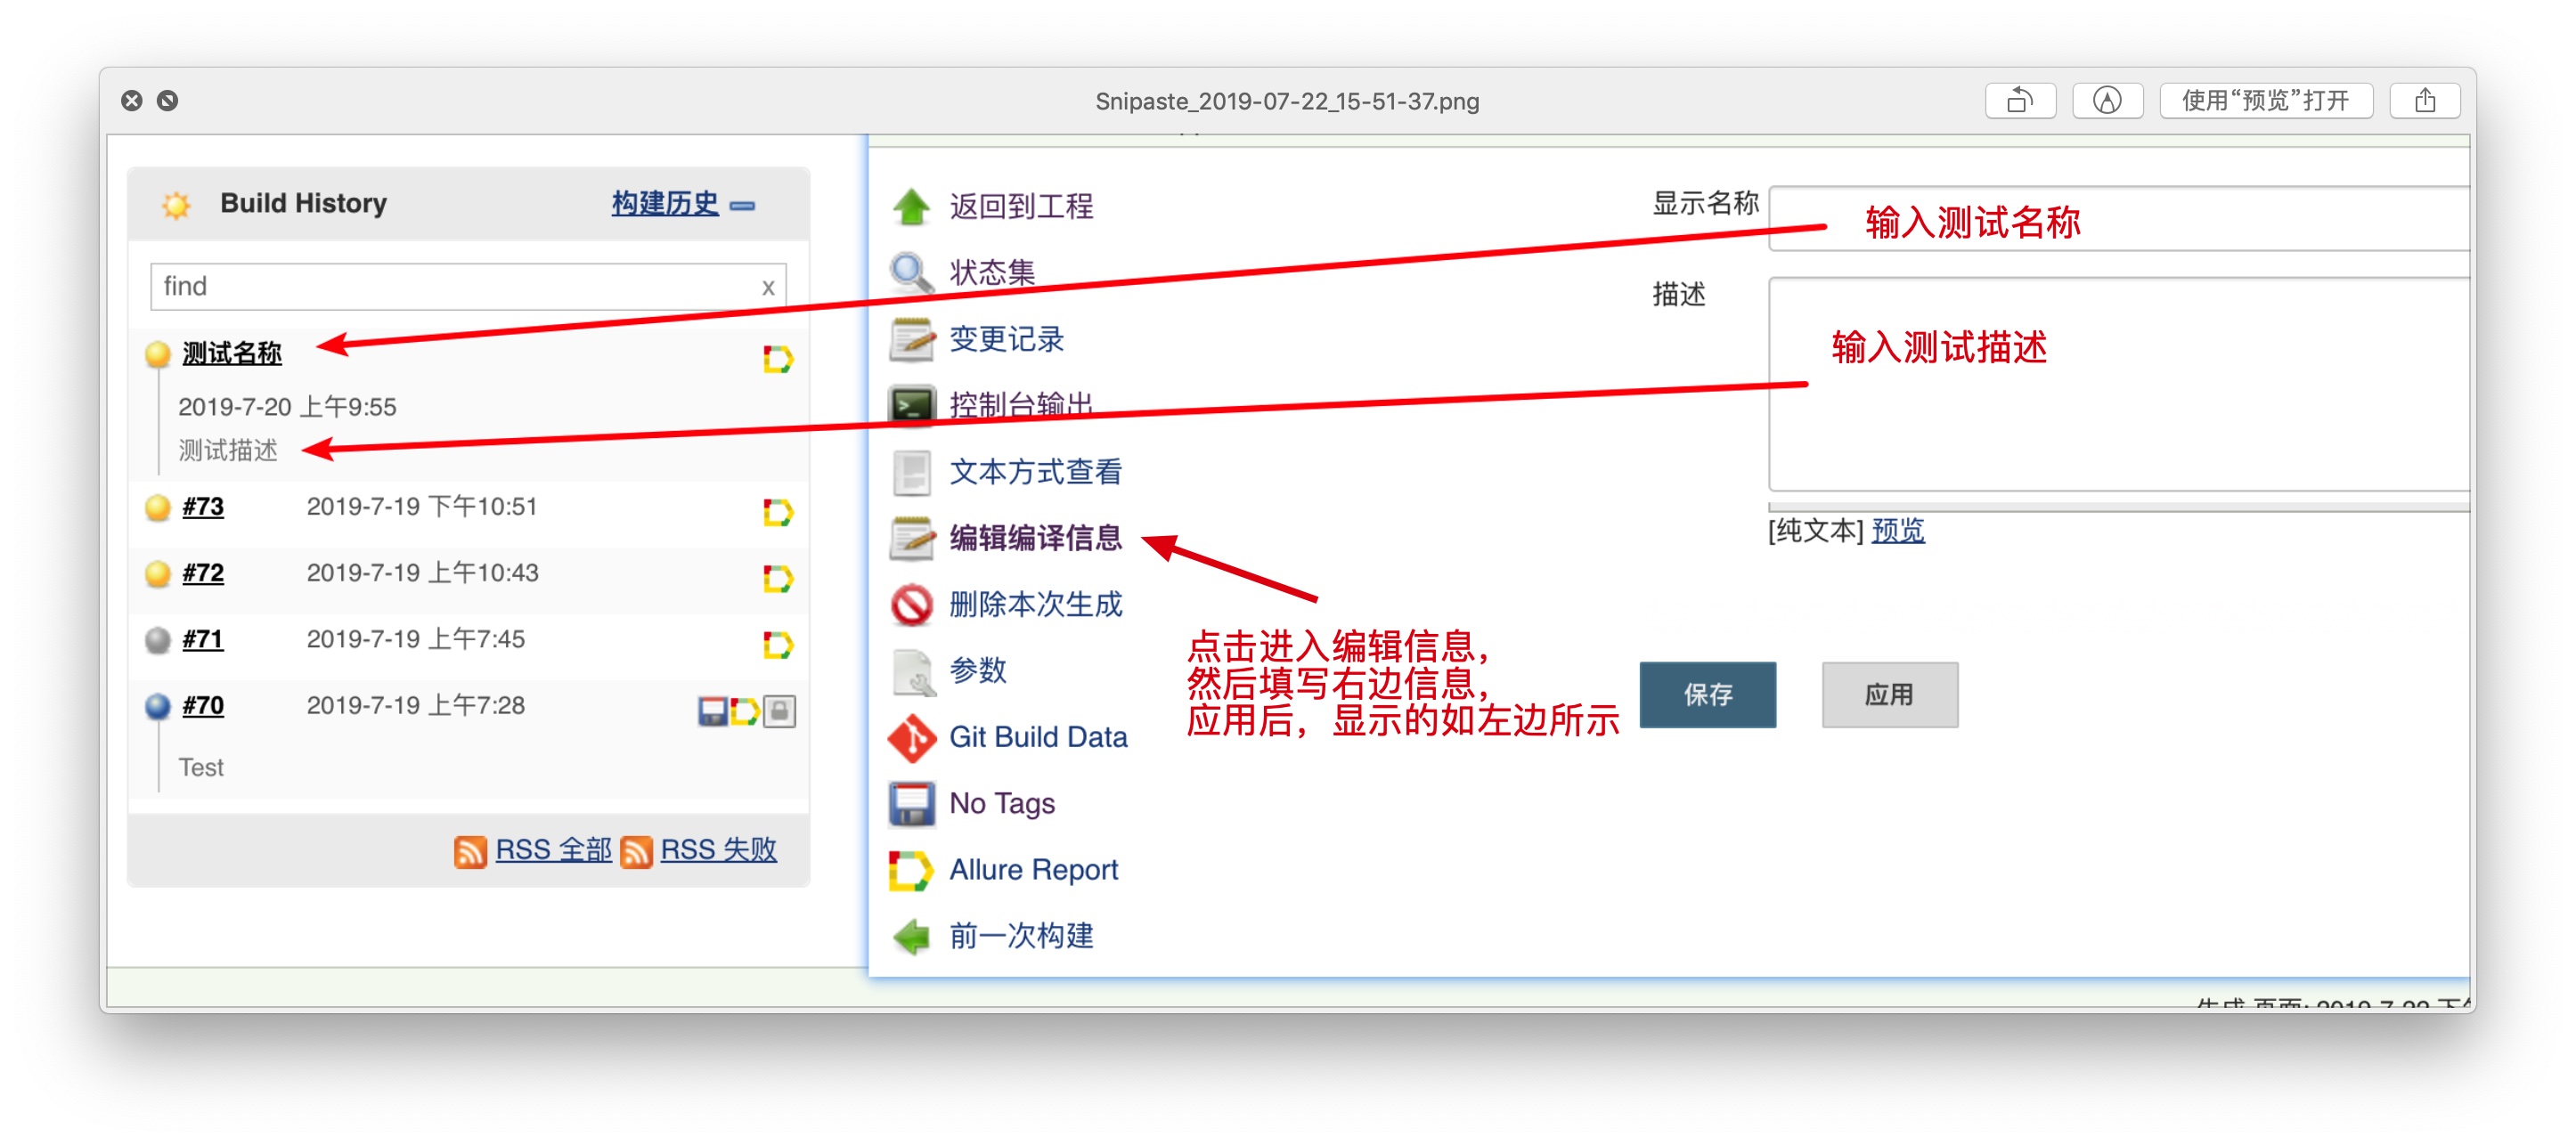 Snipaste_2019-07-22_15-51-37.png
使用“预览”打开
Build History
构建历史
find
x
测试名称
2019-7-20 上午9:55
测试描述
#73 2019-7-19 下午10:51
#72 2019-7-19 上午10:43
#71 2019-7-19 上午7:45
#70 2019-7-19 上午7:28
Test
RSS 全部 RSS 失败
返回到工程
状态集
变更记录
控制台输出
文本方式查看
编辑编译信息
删除本次生成
参数
Git Build Data
No Tags
Allure Report
前一次构建
点击进入编辑信息，
然后填写右边信息，
应用后，显示的如左边所示
显示名称
输入测试名称
描述
输入测试描述
[纯文本] 预览
保存
应用
生成 页面: 2019-7-22